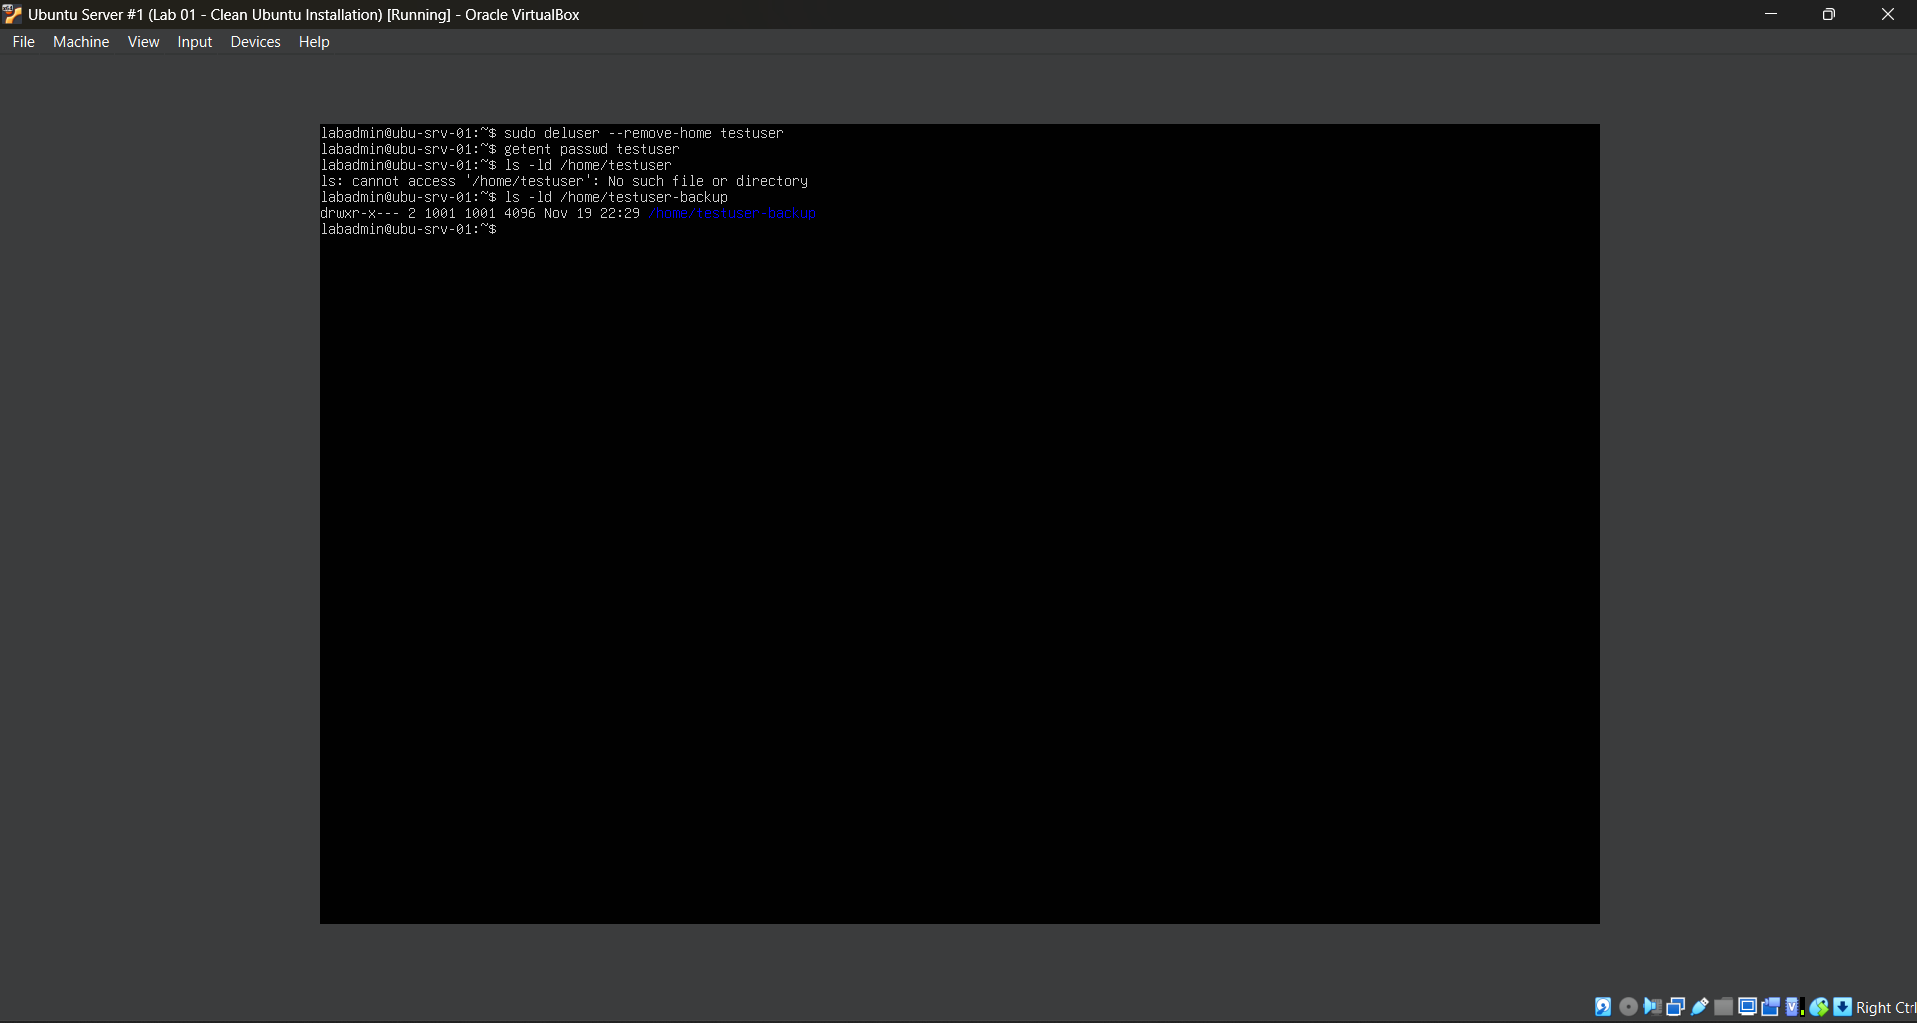 Ubuntu Server #1 (Lab 01 - Clean Ubuntu Installation) [Running] - Oracle VirtualBox
File Machine View Input Devices Help
labadmin@ubu-srv-01:~$ sudo deluser --remove-home testuser
labadmin@ubu-srv-01:~$ getent passwd testuser
labadmin@ubu-srv-01:~$ ls -ld /home/testuser
ls: cannot access '/home/testuser': No such file or directory
labadmin@ubu-srv-01:~$ ls -ld /home/testuser-backup
drwxr-x--- 2 1001 1001 4096 Nov 19 22:29 /home/testuser-backup
labadmin@ubu-srv-01:~$
Right Ctrl